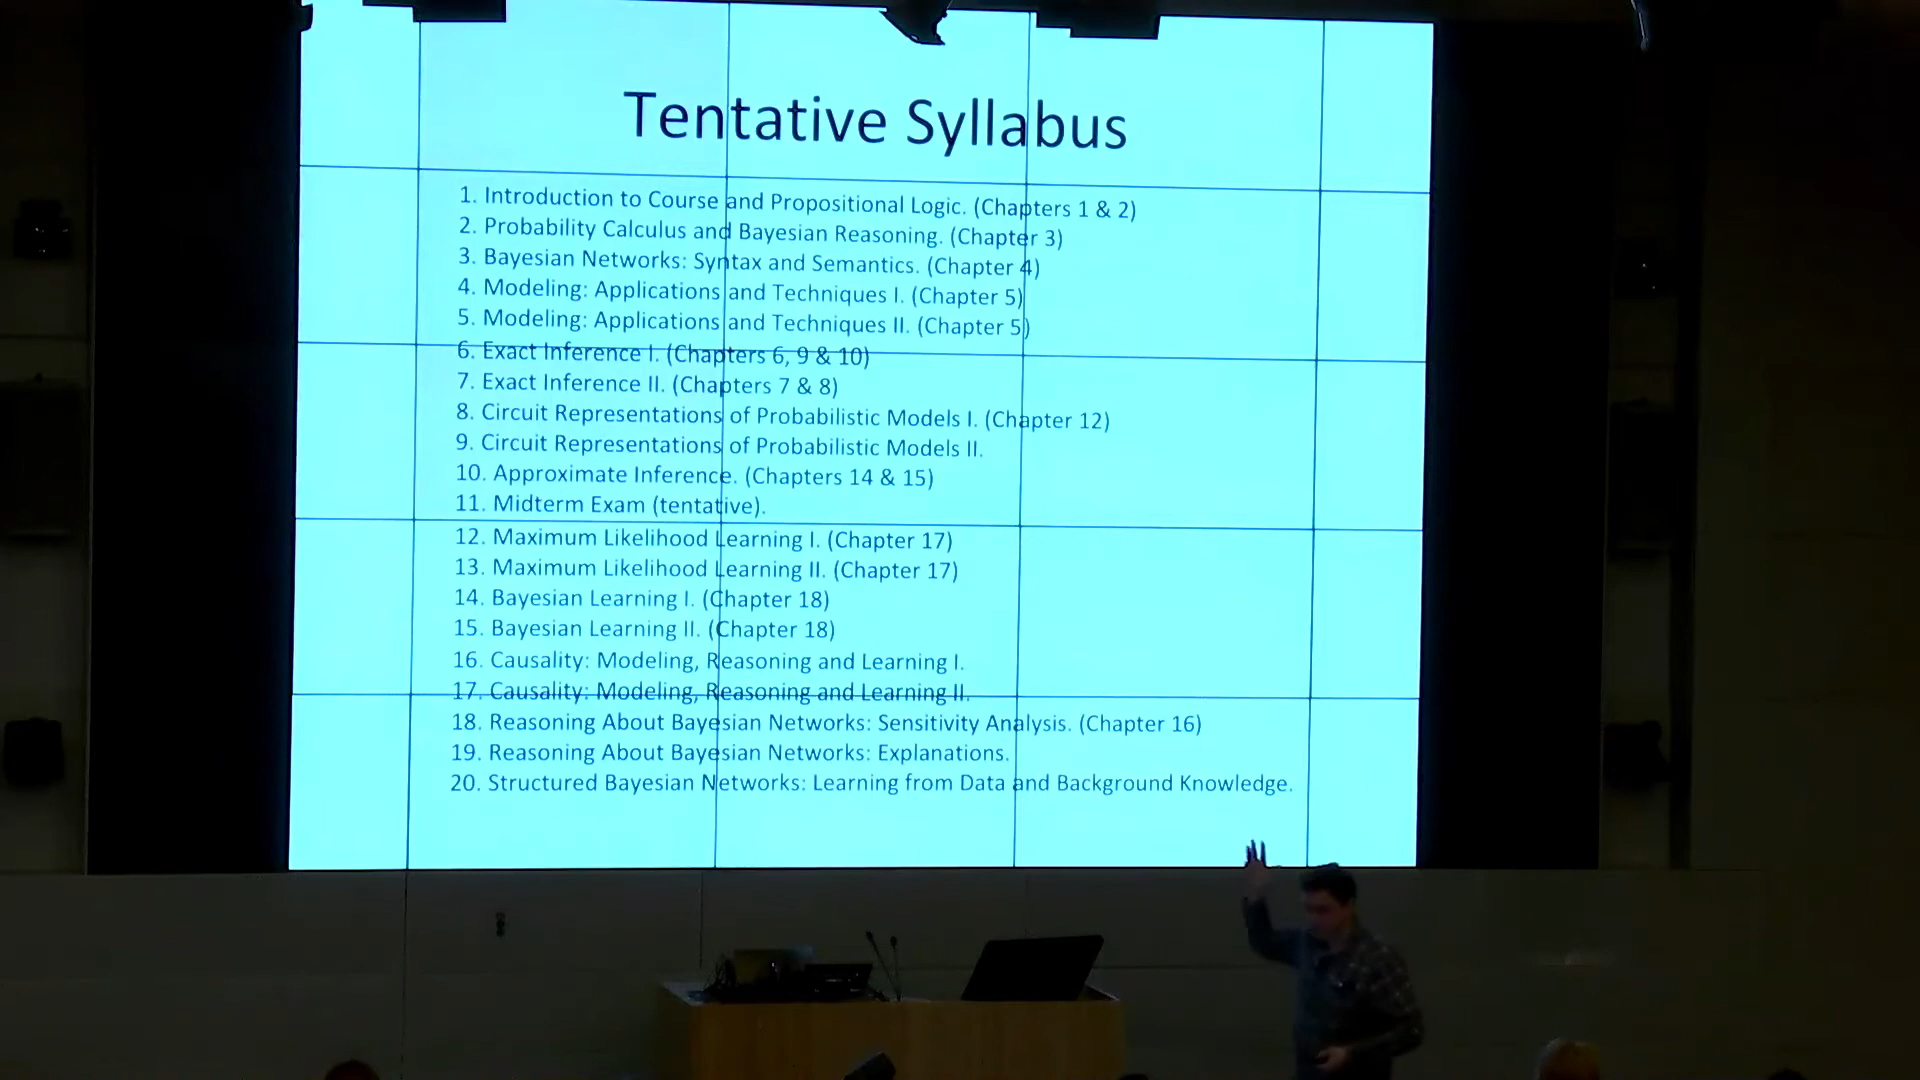 Tentative Syllabus
1. Introduction to Course and Propositional Logic. (Chapters 1 & 2)
2. Probability Calculus and Bayesian Reasoning. (Chapter 3)
3. Bayesian Networks: Syntax and Semantics. (Chapter 4)
4. Modeling: Applications and Techniques I. (Chapter 5)
5. Modeling: Applications and Techniques II. (Chapter 5)
6. Exact Inference I. (Chapters 6, 9 & 10)
7. Exact Inference II. (Chapters 7 & 8)
8. Circuit Representations of Probabilistic Models I. (Chapter 12)
9. Circuit Representations of Probabilistic Models II.
10. Approximate Inference. (Chapters 14 & 15)
11. Midterm Exam (tentative).
12. Maximum Likelihood Learning I. (Chapter 17)
13. Maximum Likelihood Learning II. (Chapter 17)
14. Bayesian Learning I. (Chapter 18)
15. Bayesian Learning II. (Chapter 18)
16. Causality: Modeling, Reasoning and Learning I.
17. Causality: Modeling, Reasoning and Learning II.
18. Reasoning About Bayesian Networks: Sensitivity Analysis. (Chapter 16)
19. Reasoning About Bayesian Networks: Explanations.
20. Structured Bayesian Networks: Learning from Data and Background Knowledge.